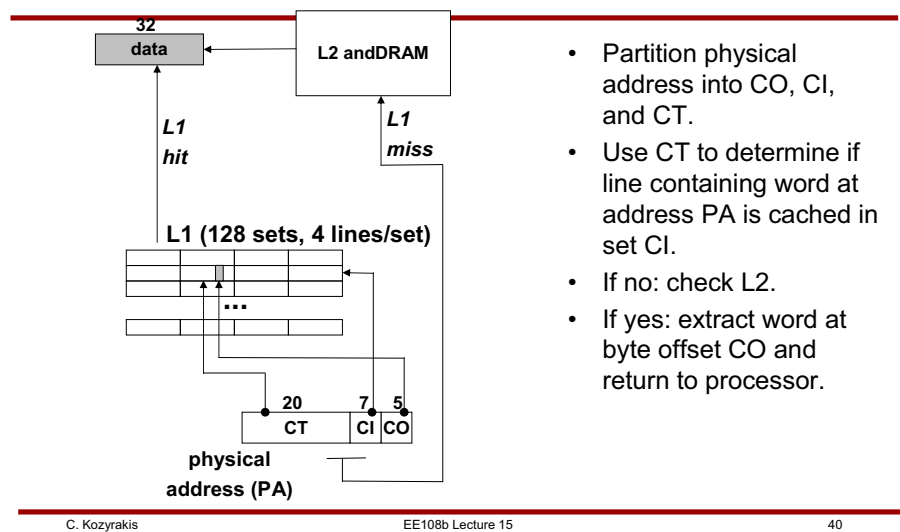 32
data
L2 andDRAM
L1
hit
L1
miss
L1 (128 sets, 4 lines/set)
...
20 7 5
CT CI CO
physical
address (PA)
• Partition physical
address into CO, CI,
and CT.
• Use CT to determine if
line containing word at
address PA is cached in
set CI.
• If no: check L2.
• If yes: extract word at
byte offset CO and
return to processor.
C. Kozyrakis EE108b Lecture 15 40